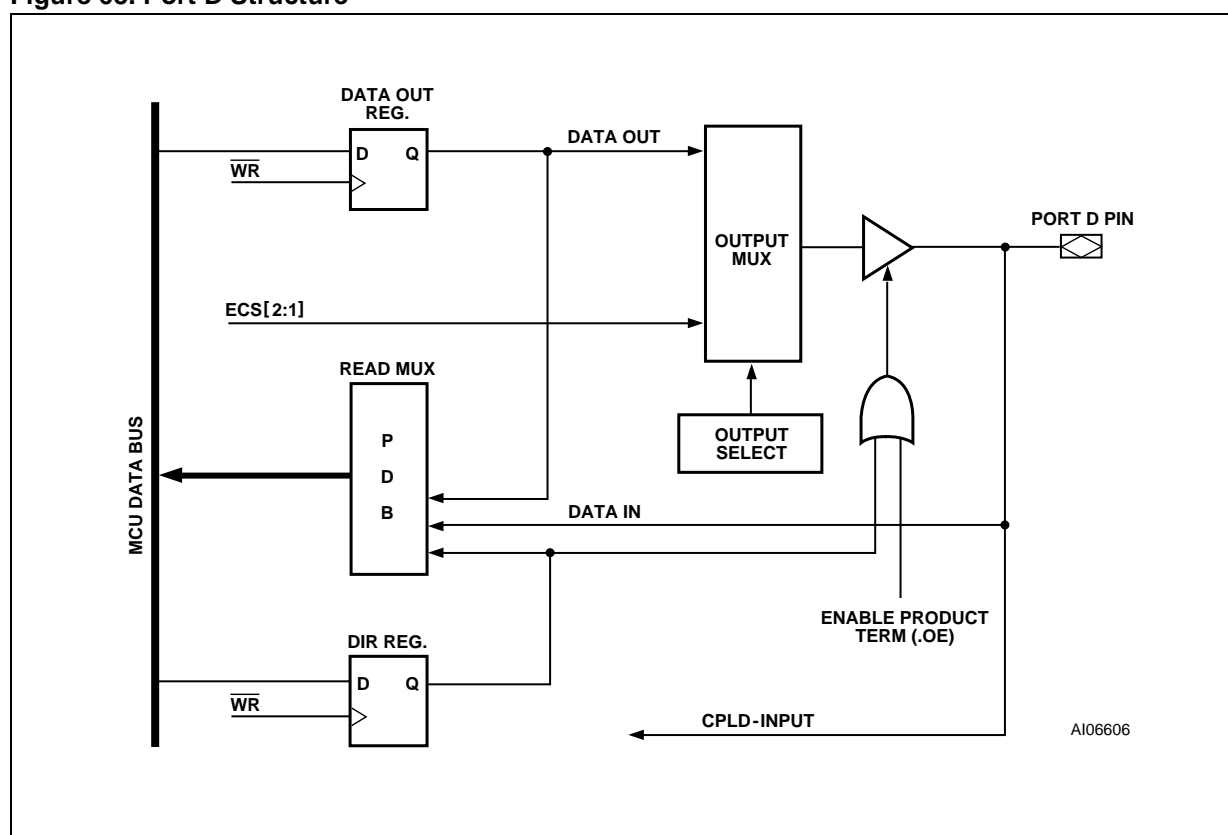 DATA OUT
REG.
D Q
WR
DATA OUT
OUTPUT
MUX
PORT D PIN
ECS[2:1]
READ MUX
P
D
B
OUTPUT
SELECT
MCU DATA BUS
DATA IN
ENABLE PRODUCT
TERM (.OE)
DIR REG.
D Q
WR
CPLD-INPUT
AI06606